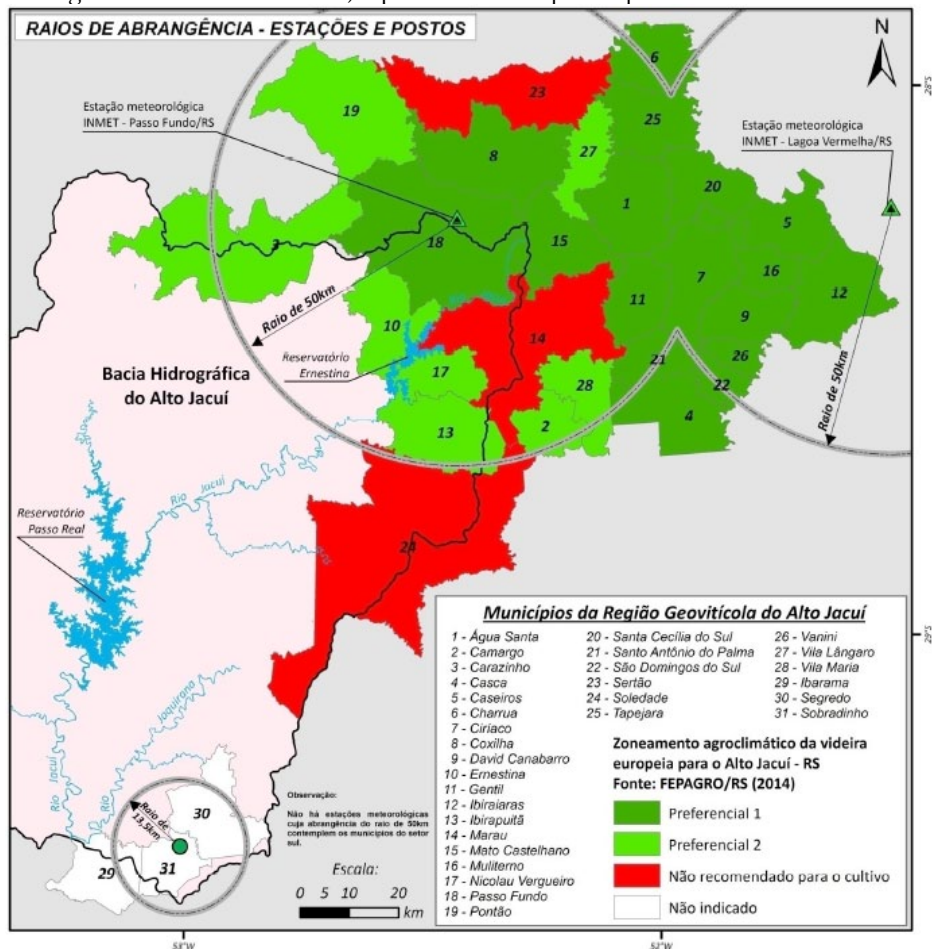 RAIOS DE ABRANGÊNCIA - ESTAÇÕES E POSTOS
N
6
28°S
Estação meteorológica
INMET - Passo Fundo/RS
19
23
25
Estação meteorológica
INMET - Lagoa Vermelha/RS
8
27
20
1
5
18
15
3
7
16
11
12
Raio de 50km
10
14
9
Reservatório
Ernestina
21
26
17
28
22
Raio de 50km
Bacia Hidrográfica
do Alto Jacuí
4
13
2
Rio Jacuí
Reservatório
Passo Real
24
29°S
Jaquirana
Rio
Rio Jacuí
Raio de
13,5km
30
29
31
Observação:
Não há estações meteorológicas
cuja abrangência do raio de 50km
contemplem os municípios do setor
sul.
Escala:
0 10 20
km
Municípios da Região Geovitícola do Alto Jacuí
1 - Água Santa
2 - Camargo
3 - Carazinho
4 - Casca
5 - Caseiros
6 - Charrua
7 - Ciríaco
8 - Coxilha
9 - David Canabarro
10 - Ernestina
11 - Gentil
12 - Ibiraiaras
13 - Ibirapuitã
14 - Marau
15 - Mato Castelhano
16 - Muliterno
17 - Nicolau Vergueiro
18 - Passo Fundo
19 - Pontão
20 - Santa Cecília do Sul
21 - Santo Antônio do Palma
22 - São Domingos do Sul
23 - Sertão
24 - Soledade
25 - Tapejara
26 - Vanini
27 - Vila Lângaro
28 - Vila Maria
29 - Ibarama
30 - Segredo
31 - Sobradinho
Zoneamento agroclimático da videira
europeia para o Alto Jacuí - RS
Fonte: FEPAGRO/RS (2014)
Preferencial 1
Preferencial 2
Não recomendado para o cultivo
Não indicado
53°W
52°W